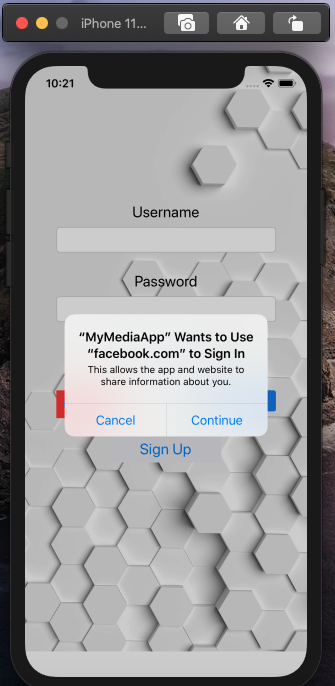 iPhone 11...
10:21
Username
Password
“MyMediaApp” Wants to Use
“facebook.com” to Sign In
This allows the app and website to
share information about you.
Cancel Continue
Sign Up